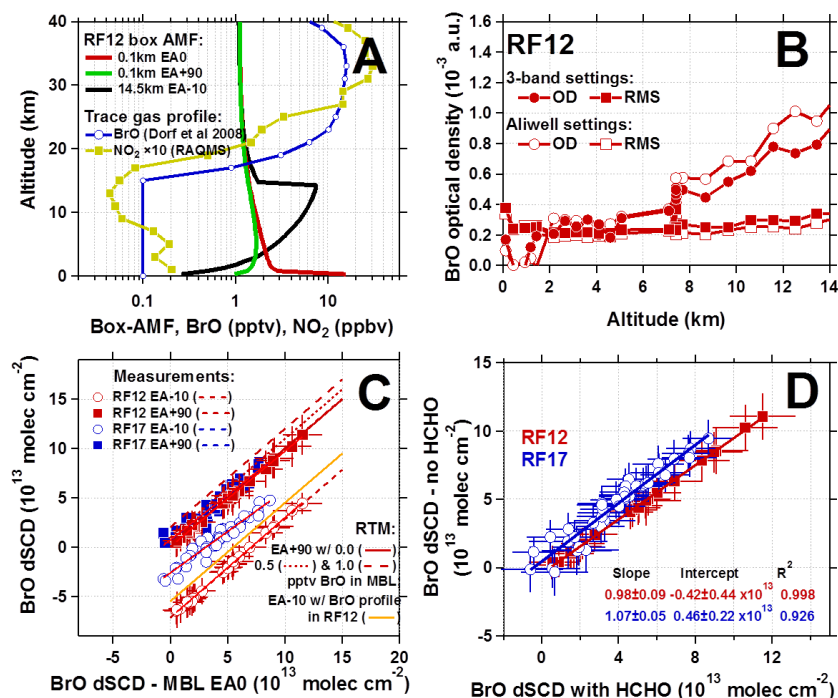 A
RF12 box AMF:
0.1km EA0
0.1km EA+90
14.5km EA-10
Trace gas profile:
BrO (Dorf et al 2008)
NO2 ×10 (RAQMS)
Altitude (km)
40
30
20
10
0
0.1
1.0
10.0
Box-AMF, BrO (pptv), NO2 (ppbv)
B
RF12
3-band settings:
OD RMS
Aliwell settings:
OD RMS
BrO optical density (10-3 a.u.)
1.6
1.4
1.2
1.0
0.8
0.6
0.4
0.2
0.0
0 2 4 6 8 10 12 14
Altitude (km)
C
Measurements:
RF12 EA-10 (---)
RF12 EA+90 (---)
RF17 EA-10 (---)
RF17 EA+90 (---)
RTM:
EA+90 w/ 0.0 (—)
0.5 (······) & 1.0 (---)
pptv BrO in MBL
EA-10 w/ BrO profile
in RF12 (—)
BrO dSCD (1013 molec cm-2)
15
10
5
0
-5
-5 0 5 10 15 20
BrO dSCD - MBL EA0 (1013 molec cm-2)
D
RF12
RF17
Slope Intercept R2
0.98±0.09 -0.42±0.44 x1013 0.998
1.07±0.05 0.46±0.22 x1013 0.926
BrO dSCD - no HCHO
(1013 molec cm-2)
15
10
5
0
-5
0 4 8 12
BrO dSCD with HCHO (1013 molec cm-2)